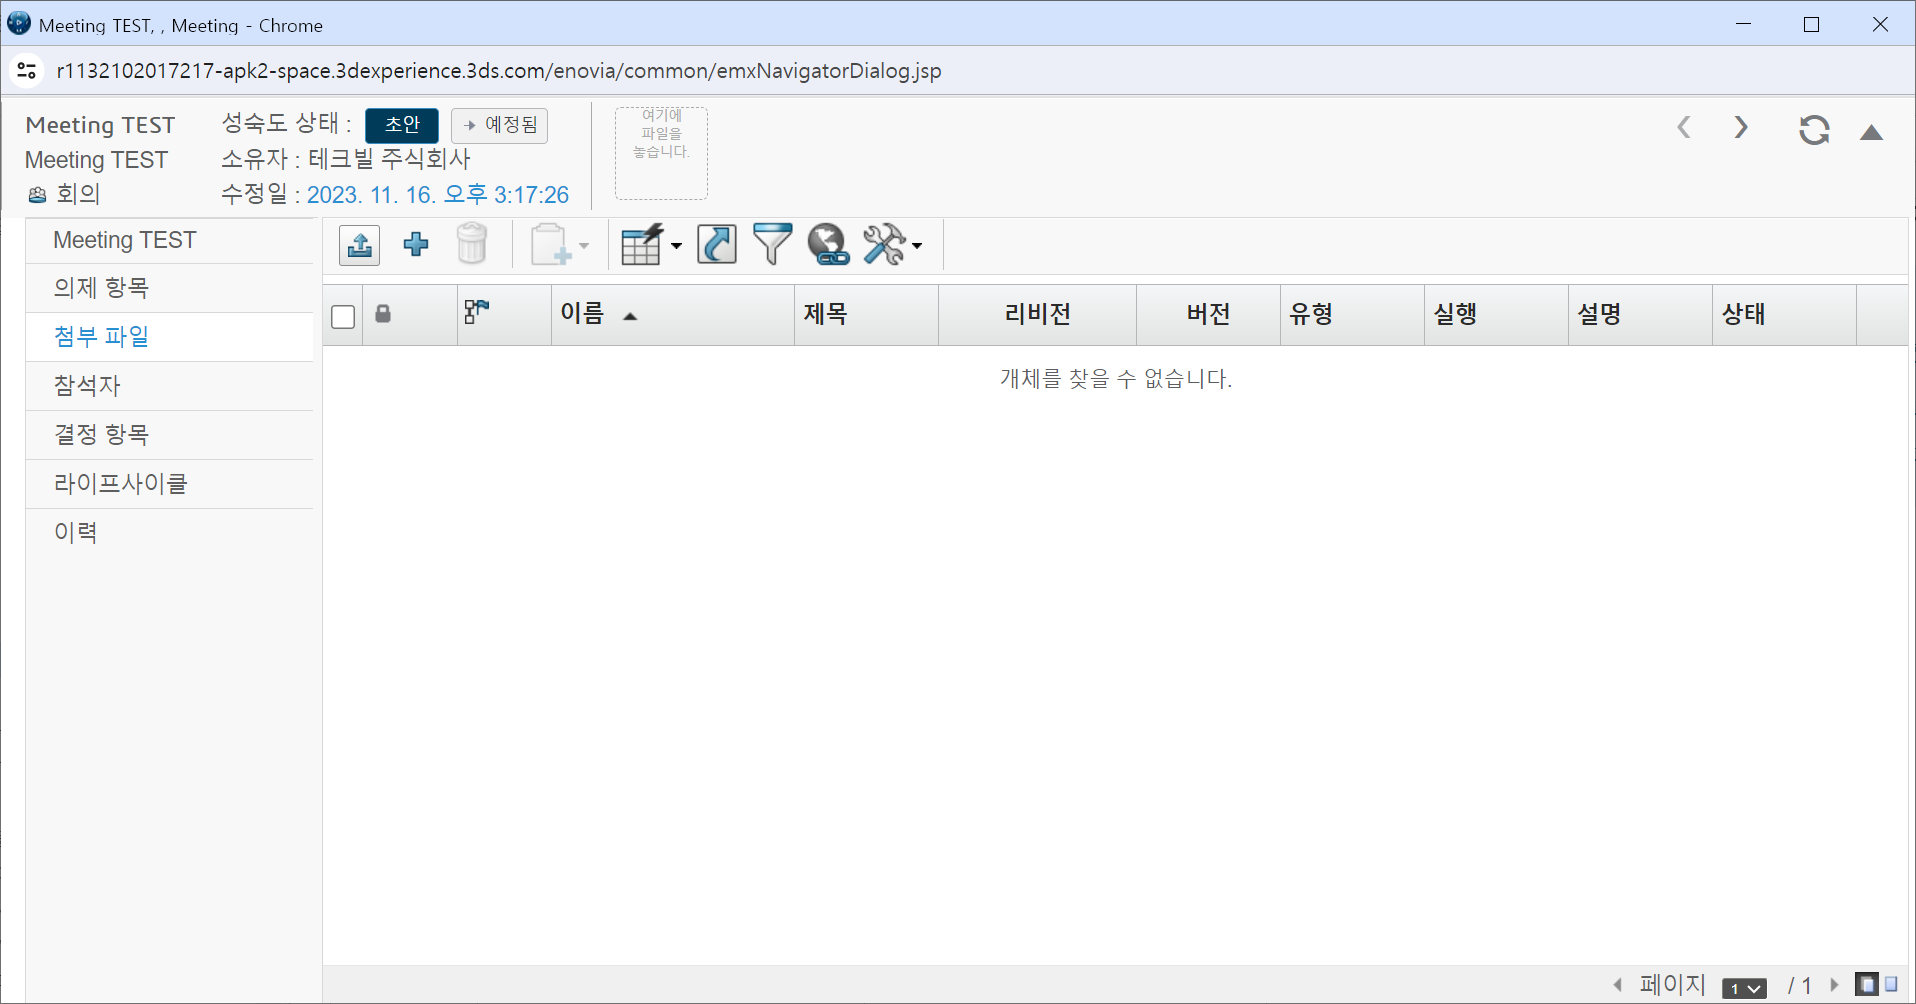 Meeting TEST, , Meeting - Chrome
r1132102017217-apk2-space.3dexperience.3ds.com/enovia/common/emxNavigatorDialog.jsp
Meeting TEST
Meeting TEST
회의
성숙도 상태 : 초안 예정됨
소유자 : 테크빌 주식회사
수정일 : 2023. 11. 16. 오후 3:17:26
여기에
파일을
놓습니다.
Meeting TEST
의제 항목
첨부 파일
참석자
결정 항목
라이프사이클
이력
이름 제목 리비전 버전 유형 실행 설명 상태
개체를 찾을 수 없습니다.
페이지 1 / 1